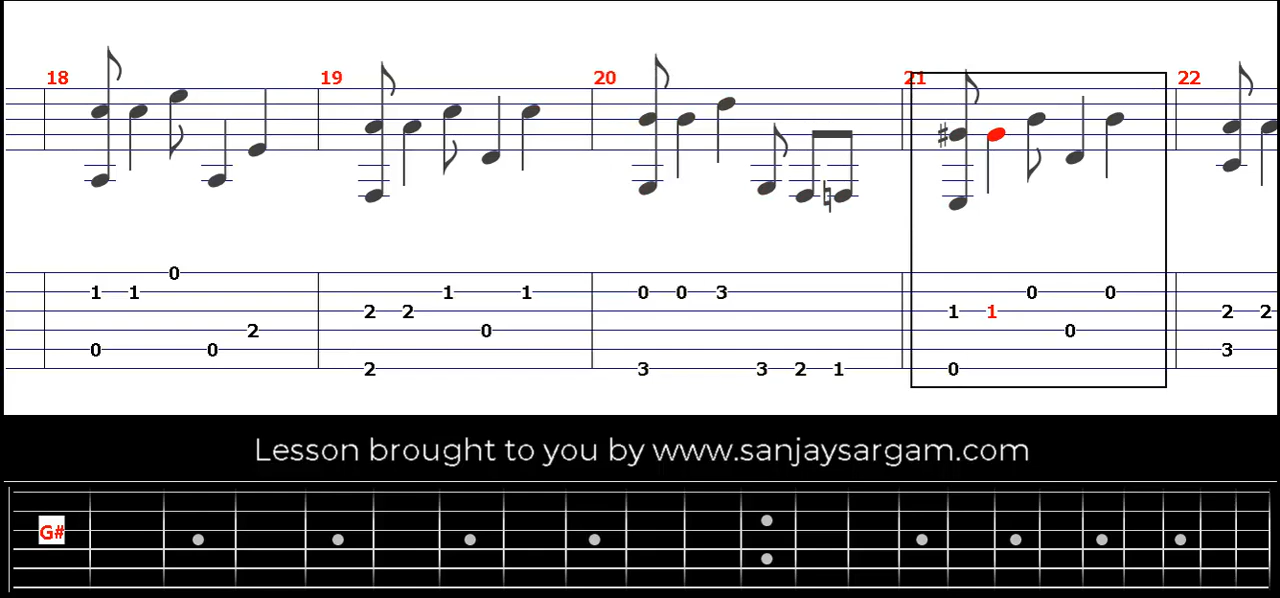 18 19 20 21 22
0
1 1 1 1 0 0 3 0 0
2 2 1 1 2 2
2 0 0
0 0 3
2 3 3 2 1 0
Lesson brought to you by www.sanjaysargam.com
G#